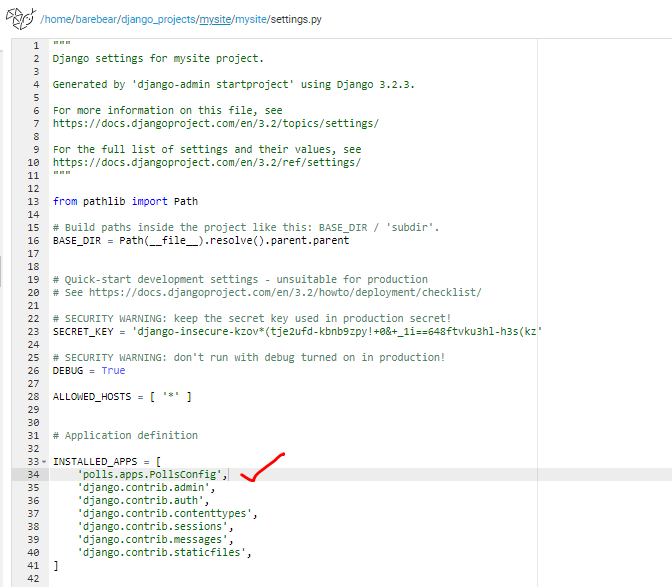 /home/barebear/django_projects/mysite/mysite/settings.py
1 """
2 Django settings for mysite project.
3
4 Generated by 'django-admin startproject' using Django 3.2.3.
5
6 For more information on this file, see
7 https://docs.djangoproject.com/en/3.2/topics/settings/
8
9 For the full list of settings and their values, see
10 https://docs.djangoproject.com/en/3.2/ref/settings/
11 """
12
13 from pathlib import Path
14
15 # Build paths inside the project like this: BASE_DIR / 'subdir'.
16 BASE_DIR = Path(__file__).resolve().parent.parent
17
18
19 # Quick-start development settings - unsuitable for production
20 # See https://docs.djangoproject.com/en/3.2/howto/deployment/checklist/
21
22 # SECURITY WARNING: keep the secret key used in production secret!
23 SECRET_KEY = 'django-insecure-kzov*(tje2ufd-kbnb9zpy!+0&+_1i==648ftvku3hl-h3s(kz'
24
25 # SECURITY WARNING: don't run with debug turned on in production!
26 DEBUG = True
27
28 ALLOWED_HOSTS = [ '*' ]
29
30
31 # Application definition
32
33 INSTALLED_APPS = [
34     'polls.apps.PollsConfig',
35     'django.contrib.admin',
36     'django.contrib.auth',
37     'django.contrib.contenttypes',
38     'django.contrib.sessions',
39     'django.contrib.messages',
40     'django.contrib.staticfiles',
41 ]
42